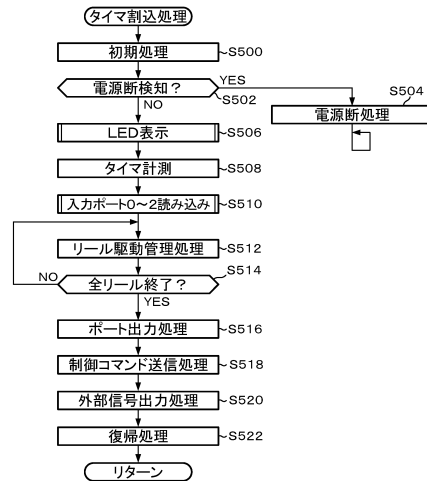 タイマ割込処理
初期処理
S500
電源断検知？
YES
S502
NO
S504
電源断処理
LED表示
S506
タイマ計測
S508
入力ポート0～2読み込み
S510
リール駆動管理処理
S512
NO
全リール終了？
S514
YES
ポート出力処理
S516
制御コマンド送信処理
S518
外部信号出力処理
S520
復帰処理
S522
リターン